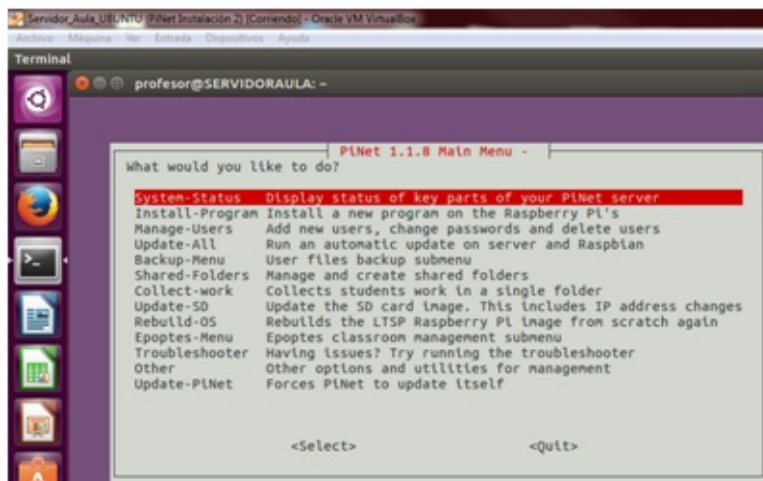 Servidor_Aula_UBUNTU (PiNet Instalación 2) [Corriendo] - Oracle VM VirtualBox
Archivo Máquina Ver Entrada Dispositivos Ayuda
Terminal
profesor@SERVIDORAULA: ~
PiNet 1.1.8 Main Menu -
What would you like to do?
System-Status Display status of key parts of your PiNet server
Install-Program Install a new program on the Raspberry Pi's
Manage-Users Add new users, change passwords and delete users
Update-All Run an automatic update on server and Raspbian
Backup-Menu User files backup submenu
Shared-Folders Manage and create shared folders
Collect-work Collects students work in a single folder
Update-SD Update the SD card image. This includes IP address changes
Rebuild-OS Rebuilds the LTSP Raspberry Pi image from scratch again
Epoptes-Menu Epoptes classroom management submenu
Troubleshooter Having issues? Try running the troubleshooter
Other Other options and utilities for management
Update-PiNet Forces PiNet to update itself
<Select> <Quit>